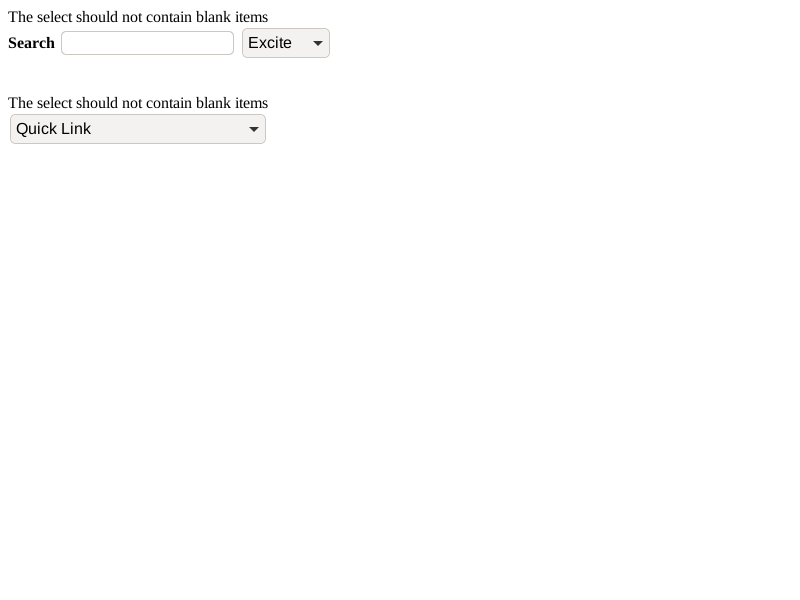 The select should not contain blank items
Search Excite
The select should not contain blank items
Quick Link